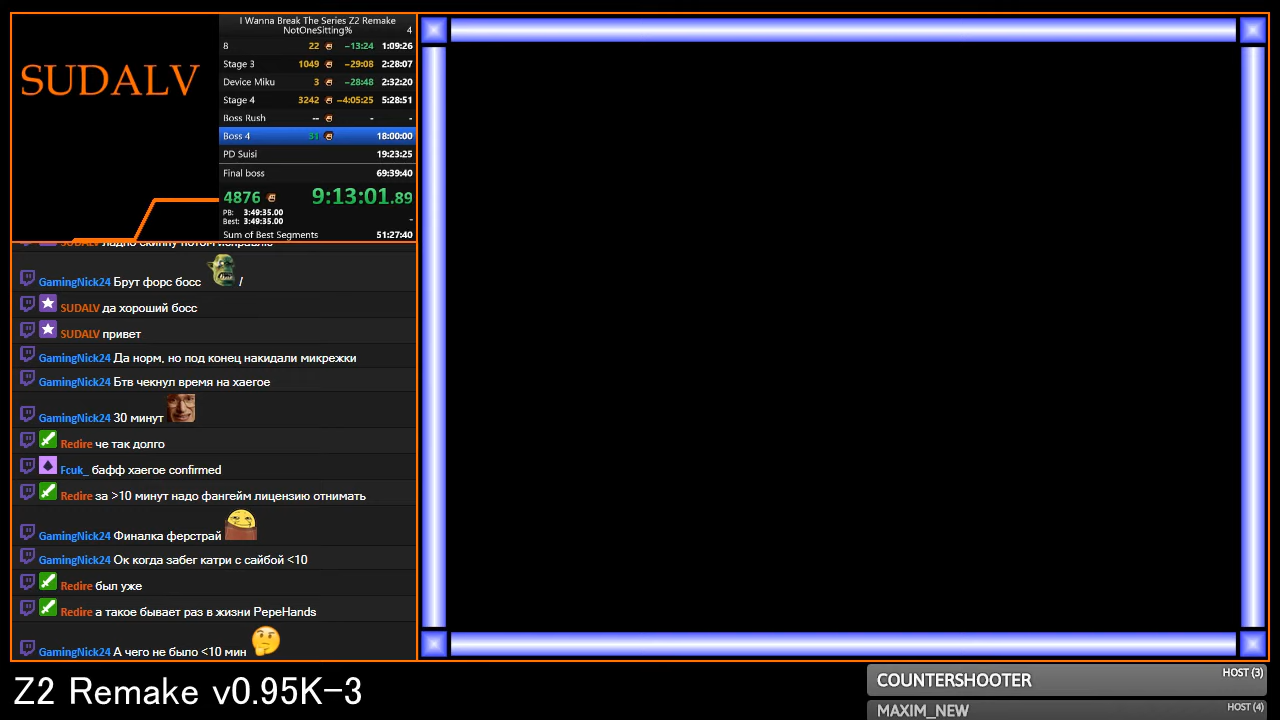 SUDALV
I Wanna Break The Series Z2 Remake
NotOneSitting% 4
8 22 −13:24 1:09:26
Stage 3 1049 −29:08 2:28:07
Device Miku 3 −28:48 2:32:20
Stage 4 3242 −4:05:25 5:28:51
Boss Rush -- - -
Boss 4 31 18:00:00
PD Suisi 19:23:25
Final boss 69:39:40
4876 9:13:01.89
PB: 3:49:35.00
Best: 3:49:35.00 -
Sum of Best Segments 51:27:40
SUDALV ладно скипну потом исправлю
GamingNick24 Брут форс босс /
SUDALV да хороший босс
SUDALV привет
GamingNick24 Да норм, но под конец накидали микрежки
GamingNick24 Бтв чекнул время на хаегое
GamingNick24 30 минут
Redire че так долго
Fcuk_ бафф хаегое confirmed
Redire за >10 минут надо фангейм лицензию отнимать
GamingNick24 Финалка ферстрай
GamingNick24 Ок когда забег катри с сайбой <10
Redire был уже
Redire а такое бывает раз в жизни PepeHands
GamingNick24 А чего не было <10 мин
Z2 Remake v0.95K-3
COUNTERSHOOTER HOST (3)
MAXIM_NEW HOST (4)